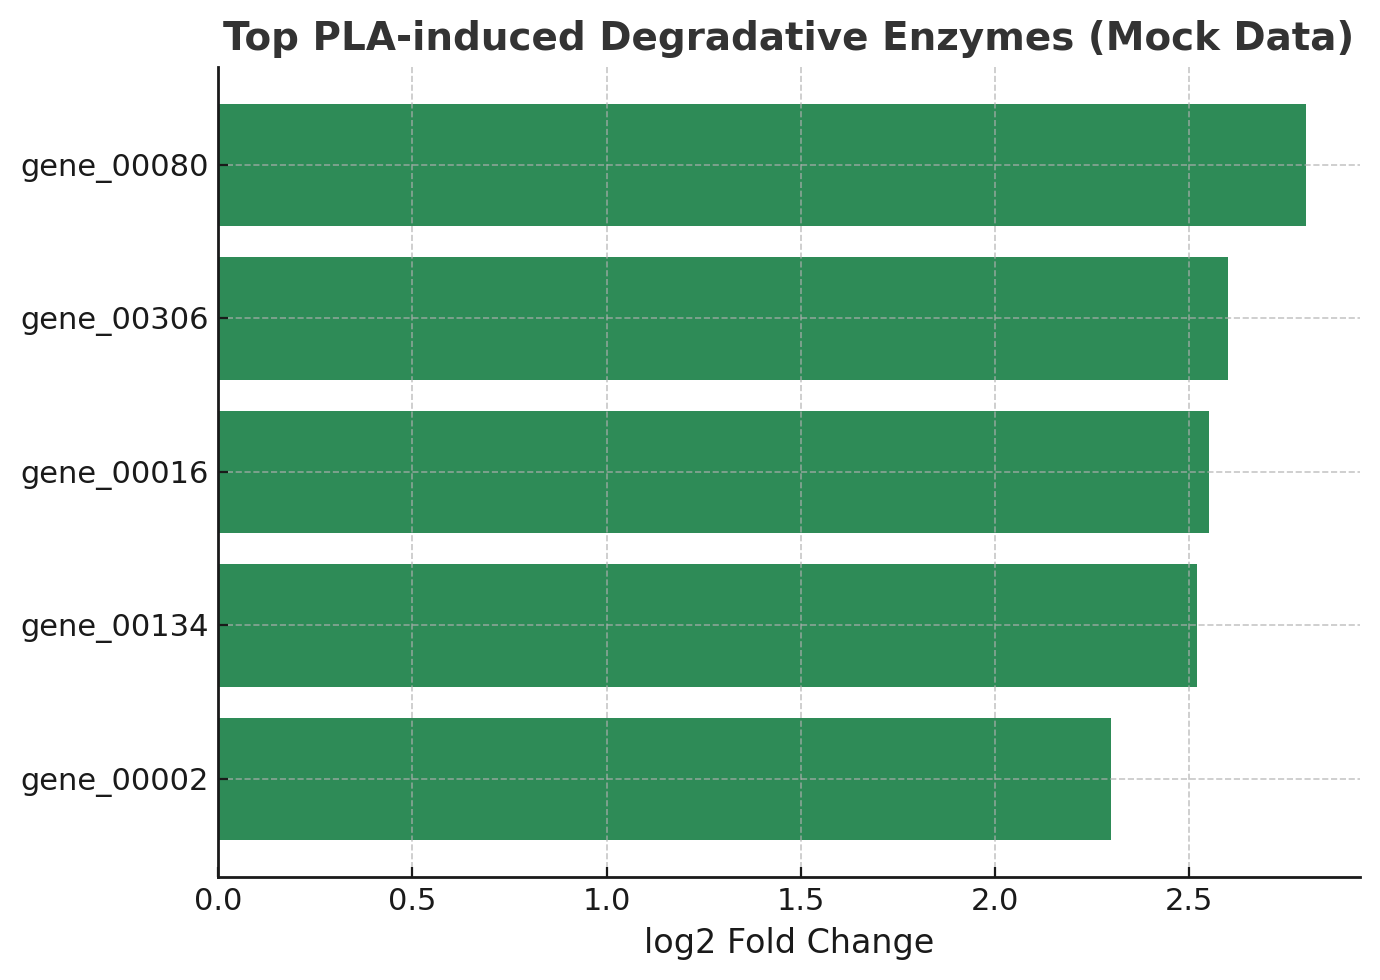 Top PLA-induced Degradative Enzymes (Mock Data)
gene_00080
gene_00306
gene_00016
gene_00134
gene_00002
0.0 0.5 1.0 1.5 2.0 2.5
log2 Fold Change